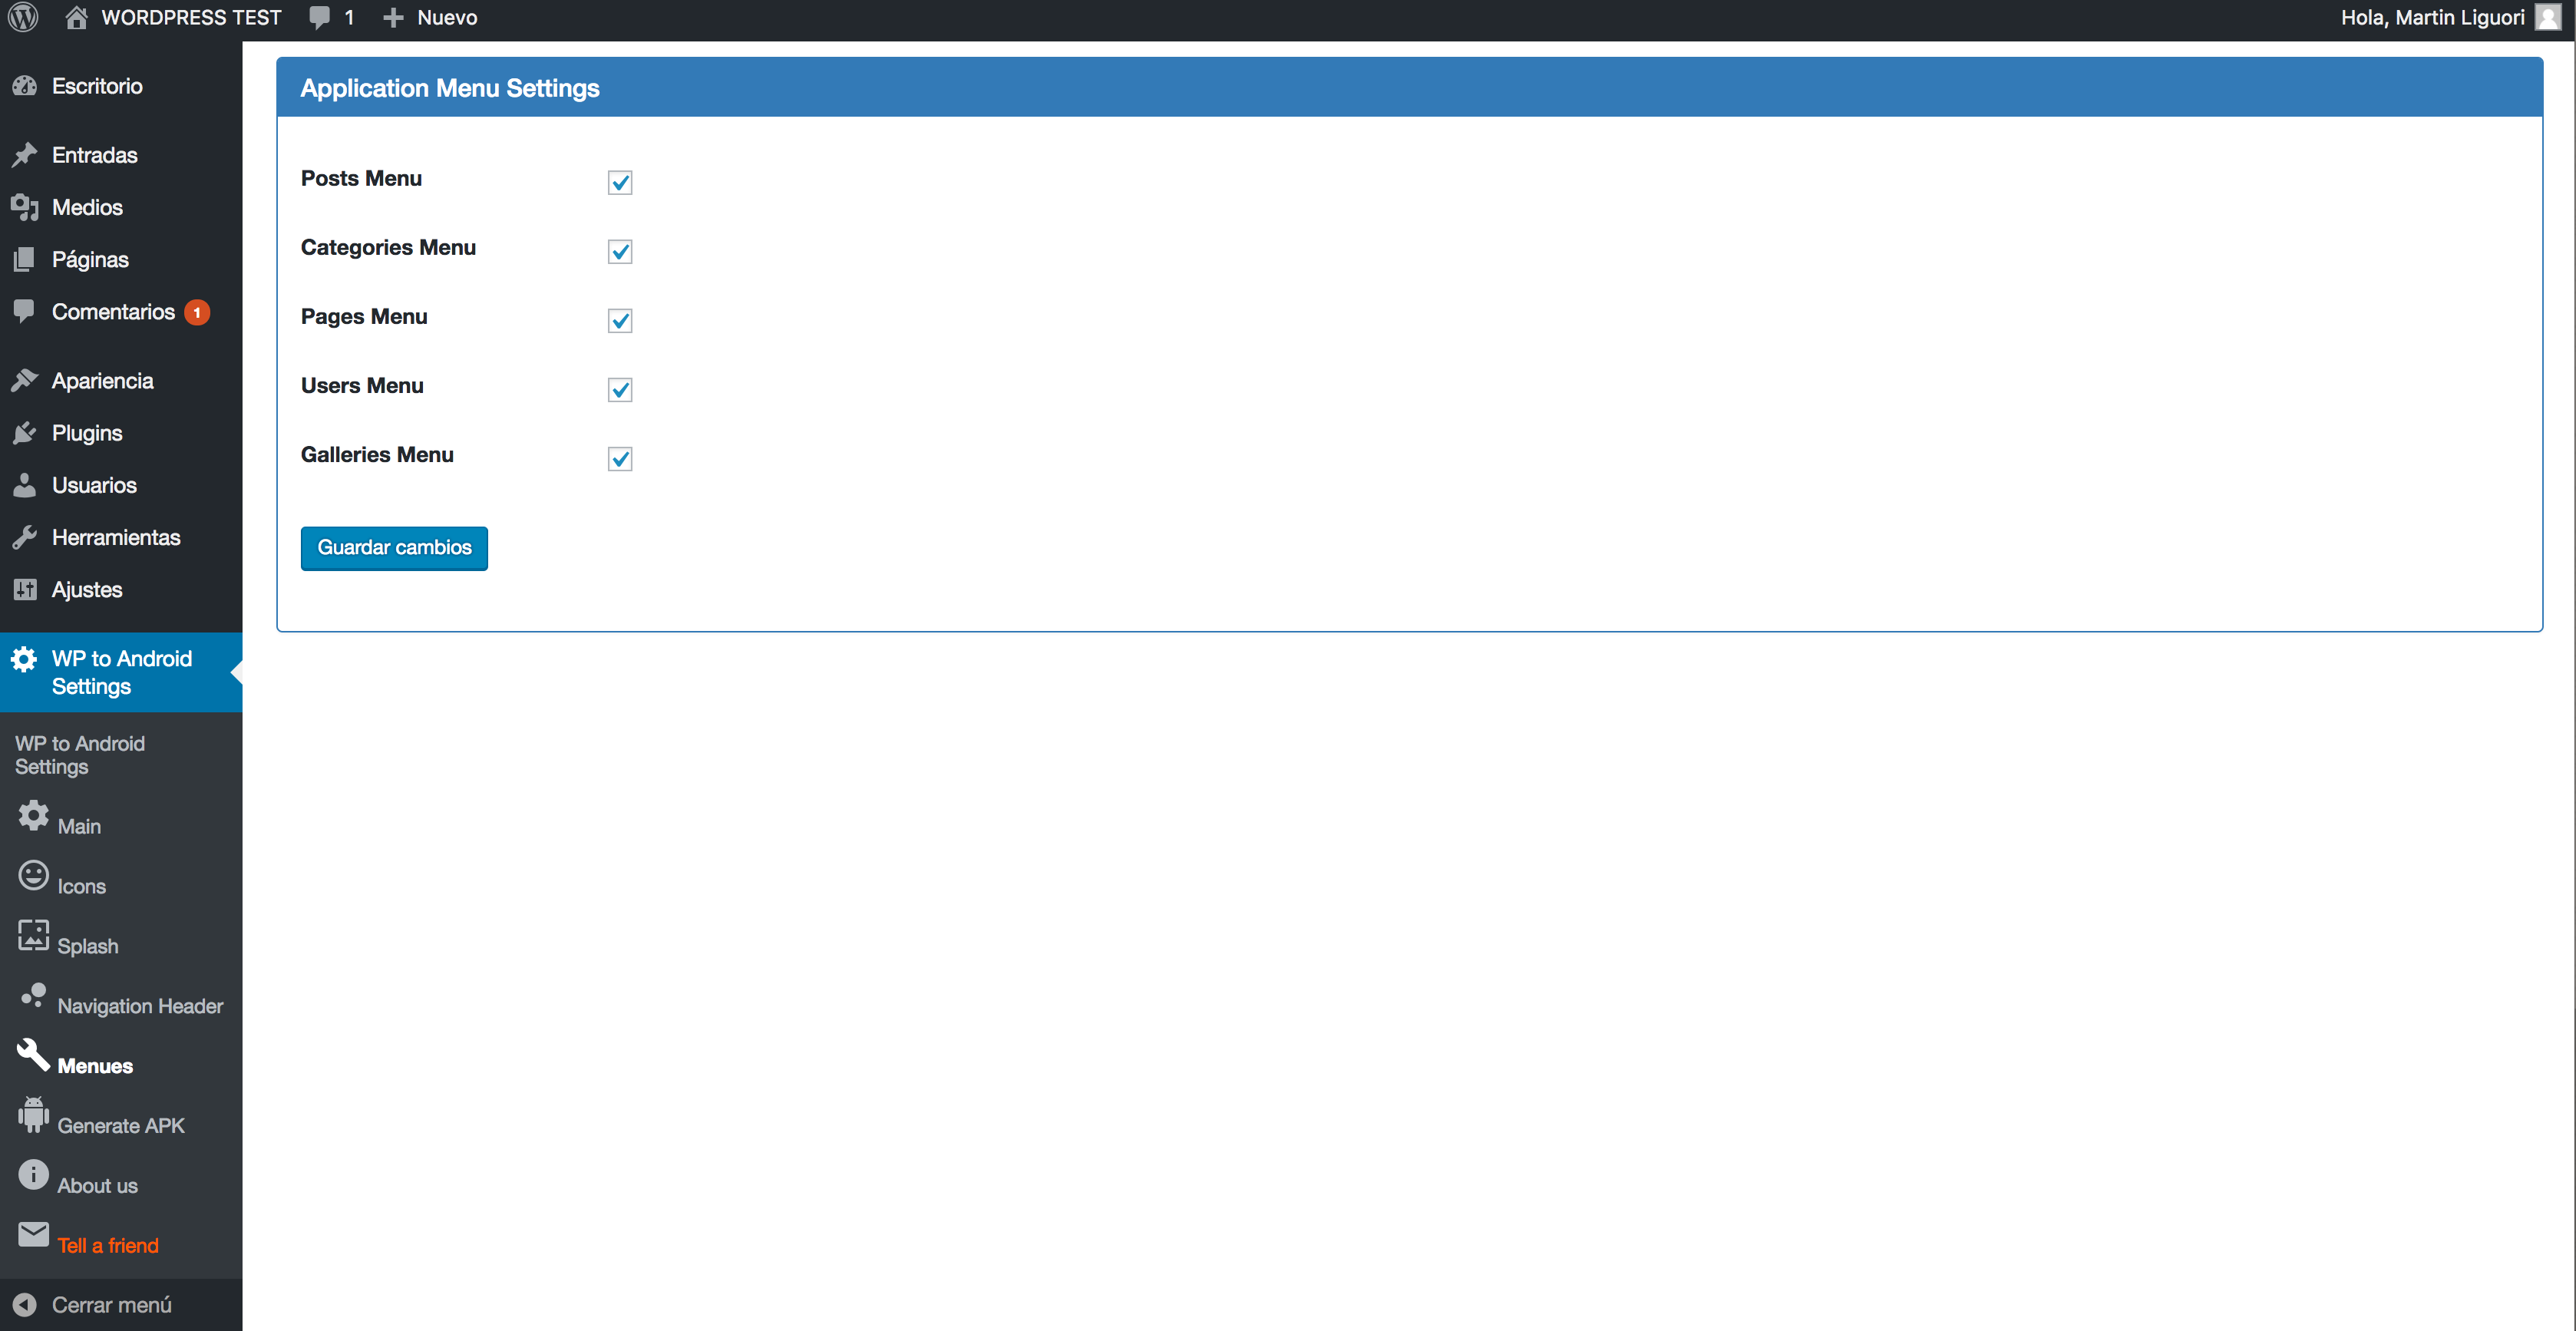 WORDPRESS TEST
1
Nuevo
Hola, Martin Liguori
Escritorio
Entradas
Medios
Páginas
Comentarios 1
Apariencia
Plugins
Usuarios
Herramientas
Ajustes
WP to Android
Settings
WP to Android
Settings
Main
Icons
Splash
Navigation Header
Menues
Generate APK
About us
Tell a friend
Cerrar menú
Application Menu Settings
Posts Menu
Categories Menu
Pages Menu
Users Menu
Galleries Menu
Guardar cambios